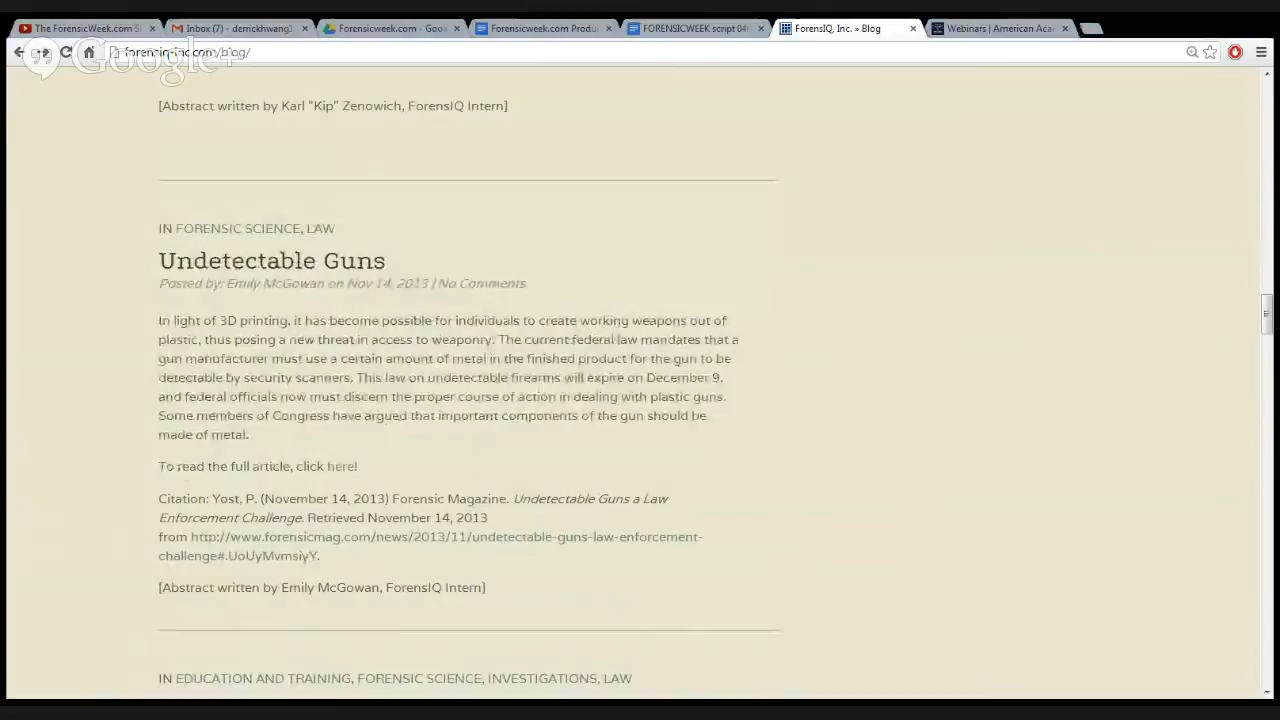 The ForensicWeek.com S
Inbox (7) - derrickhwang1
Forensicweek.com - Goo
ForensicWeek.com Produ
FORENSICWEEK script 04
ForensIQ, Inc. » Blog
Webinars | American Aca
Google+
forensiq-inc.com/blog/
[Abstract written by Karl "Kip" Zenowich, ForensIQ Intern]
IN FORENSIC SCIENCE, LAW
Undetectable Guns
Posted by: Emily McGowan on Nov 14, 2013 | No Comments
In light of 3D printing, it has become possible for individuals to create working weapons out of
plastic, thus posing a new threat in access to weaponry. The current federal law mandates that a
gun manufacturer must use a certain amount of metal in the finished product for the gun to be
detectable by security scanners. This law on undetectable firearms will expire on December 9,
and federal officials now must discern the proper course of action in dealing with plastic guns.
Some members of Congress have argued that important components of the gun should be
made of metal.
To read the full article, click here!
Citation: Yost, P. (November 14, 2013) Forensic Magazine. Undetectable Guns a Law
Enforcement Challenge. Retrieved November 14, 2013
from http://www.forensicmag.com/news/2013/11/undetectable-guns-law-enforcement-
challenge#.UoUyMvmsiyY.
[Abstract written by Emily McGowan, ForensIQ Intern]
IN EDUCATION AND TRAINING, FORENSIC SCIENCE, INVESTIGATIONS, LAW